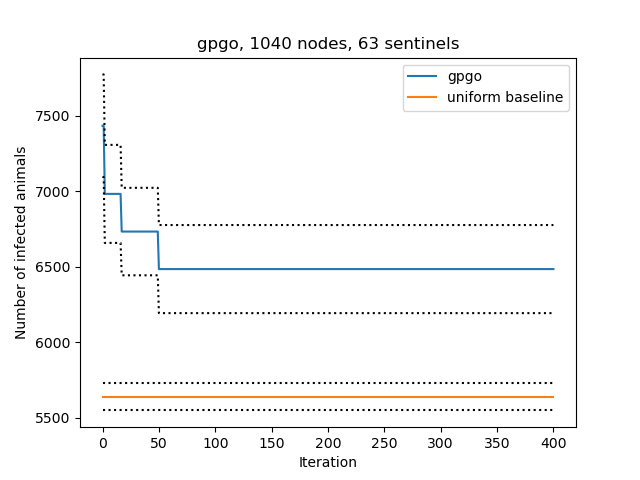 gpgo, 1040 nodes, 63 sentinels
gpgo
uniform baseline
Number of infected animals
7500
7000
6500
6000
5500
0 50 100 150 200 250 300 350 400
Iteration